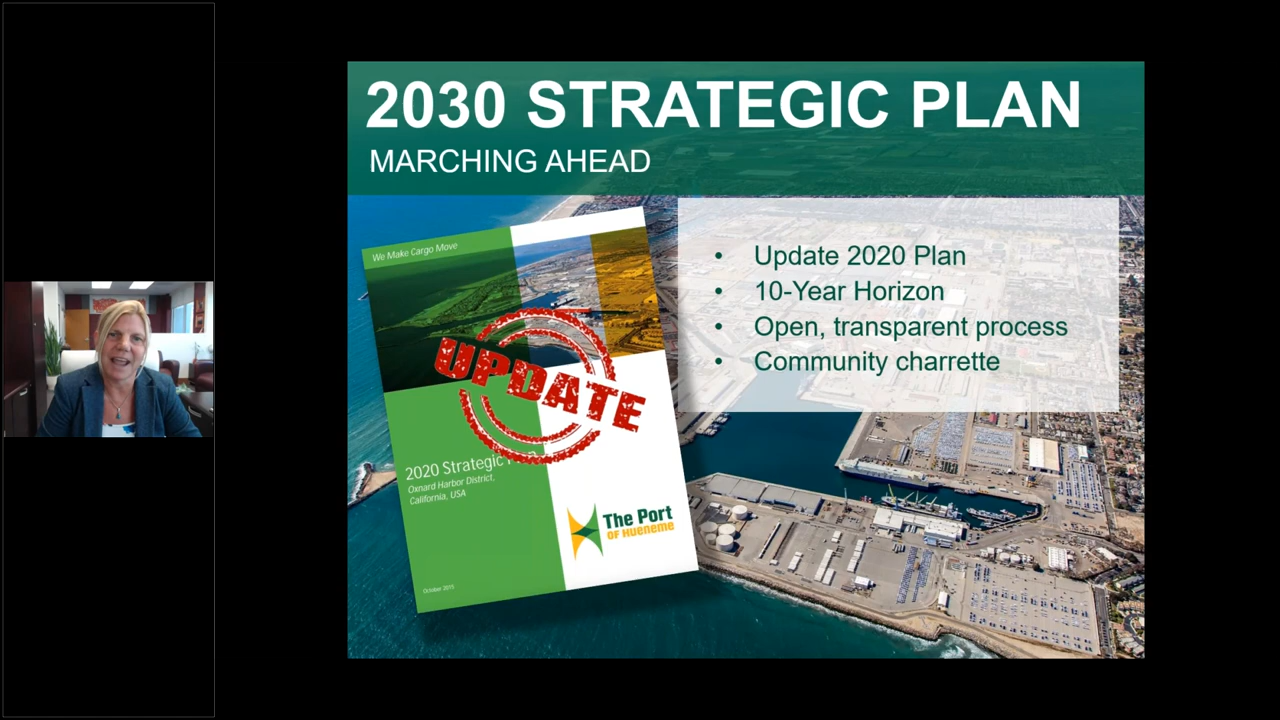 2030 STRATEGIC PLAN
MARCHING AHEAD
We Make Cargo Move
UPDATE
2020 Strategic
Oxnard Harbor District,
California, USA
The Port
OF HUENEME
October 2015
• Update 2020 Plan
• 10-Year Horizon
• Open, transparent process
• Community charrette